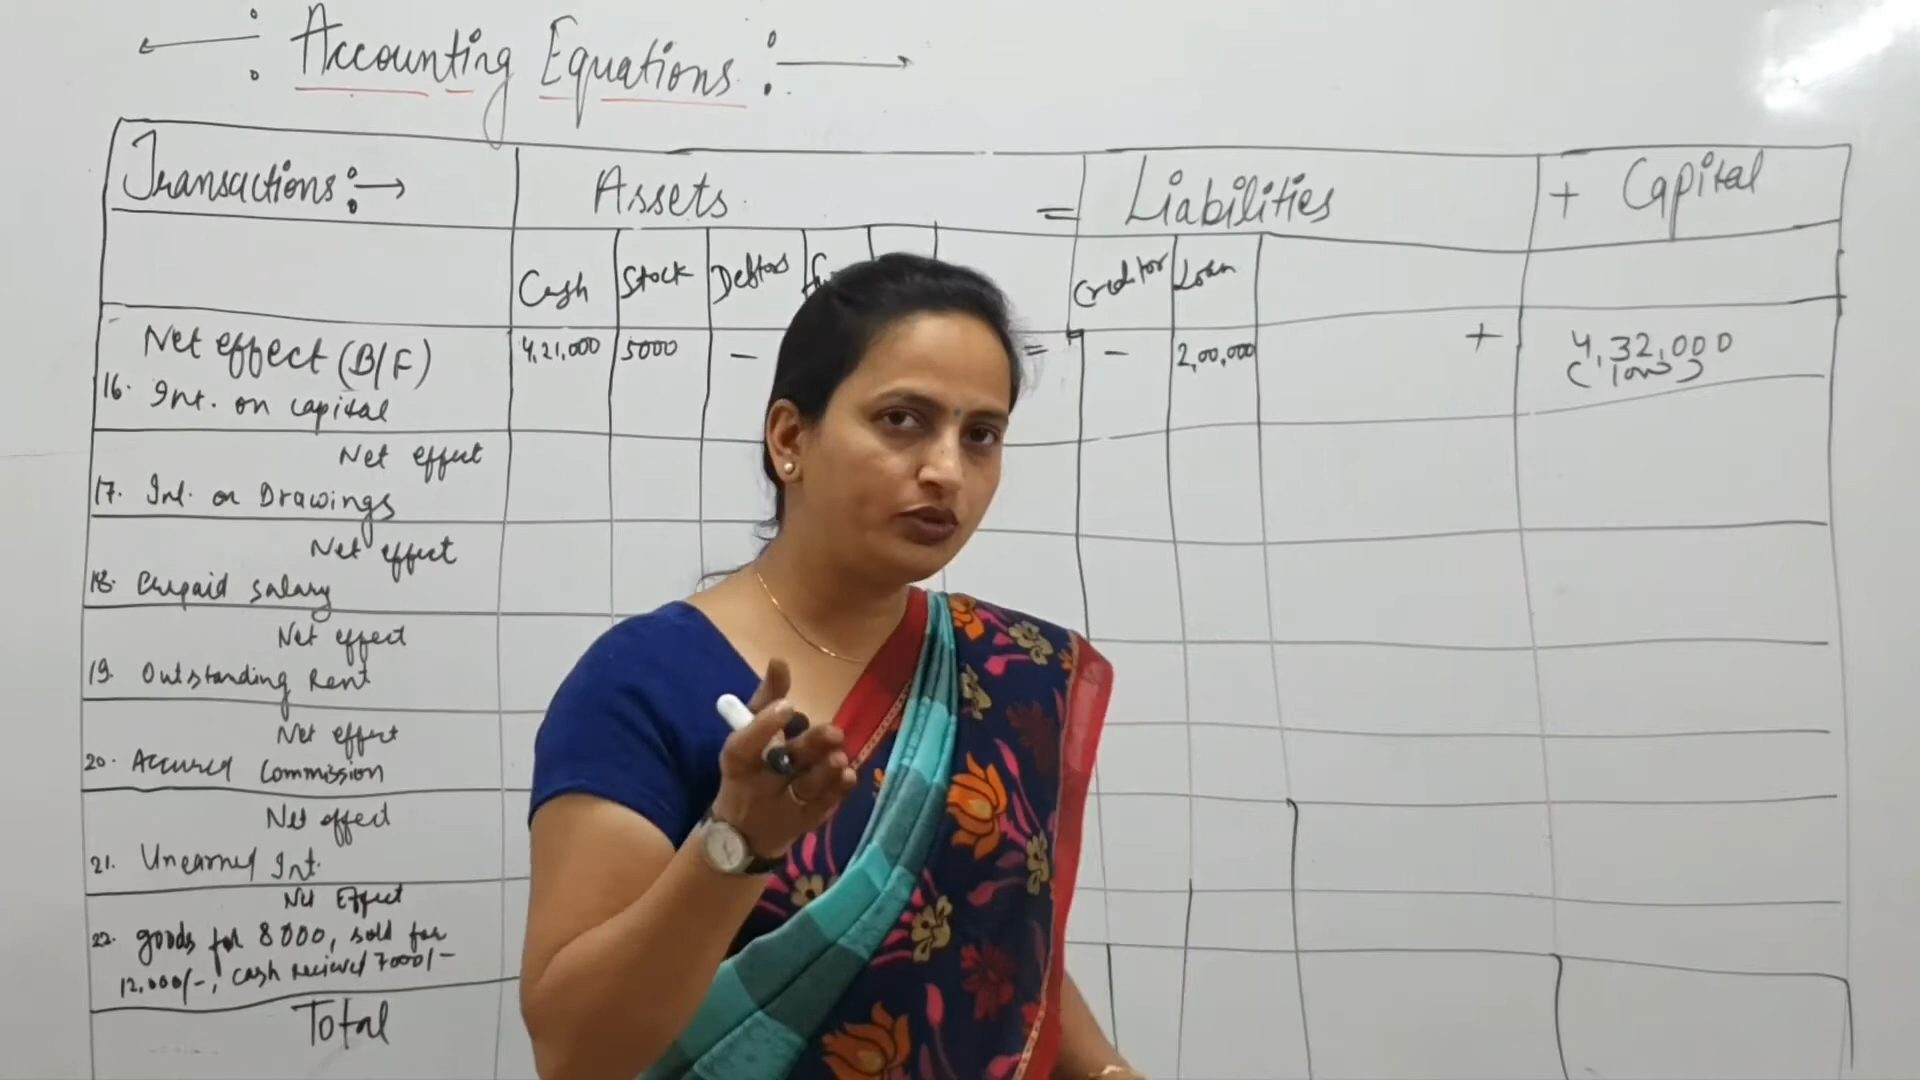 Accounting Equations
Transactions: → Assets = Liabilities + Capital
Cash Stock Debtors Creditor Loan
Net effect (B/F) 4,21,000 5000 - = - 2,00,000 + 4,32,000
16. Int. on capital
Net effect
17. Int. on Drawings
Net effect
18. Prepaid salary
Net effect
19. Outstanding Rent
Net effect
20. Accured Commission
Net effect
21. Unearned Int.
Net Effect
22. goods for 8000, sold for
12,000/-, cash recieved 7000/-
Total